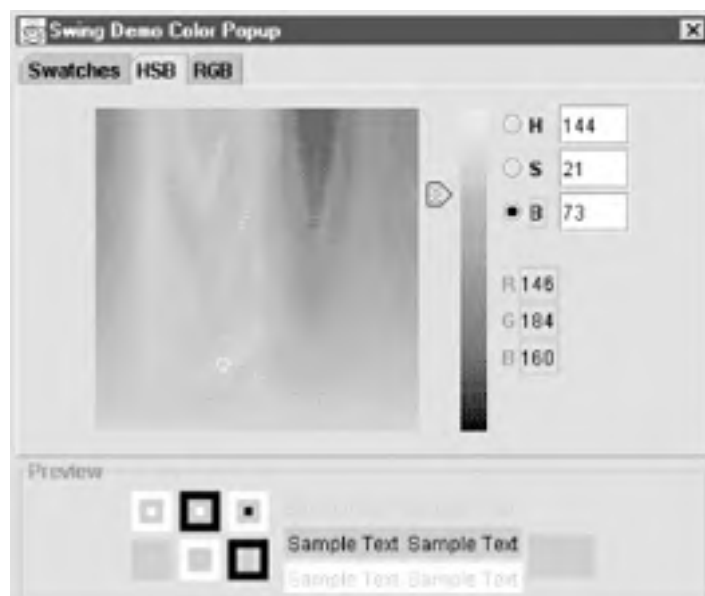 Swing Demo Color Popup
Swatches HSB RGB
H 144
S 21
B 73
R 146
G 184
B 160
Preview
Sample Text Sample Text
Sample Text Sample Text